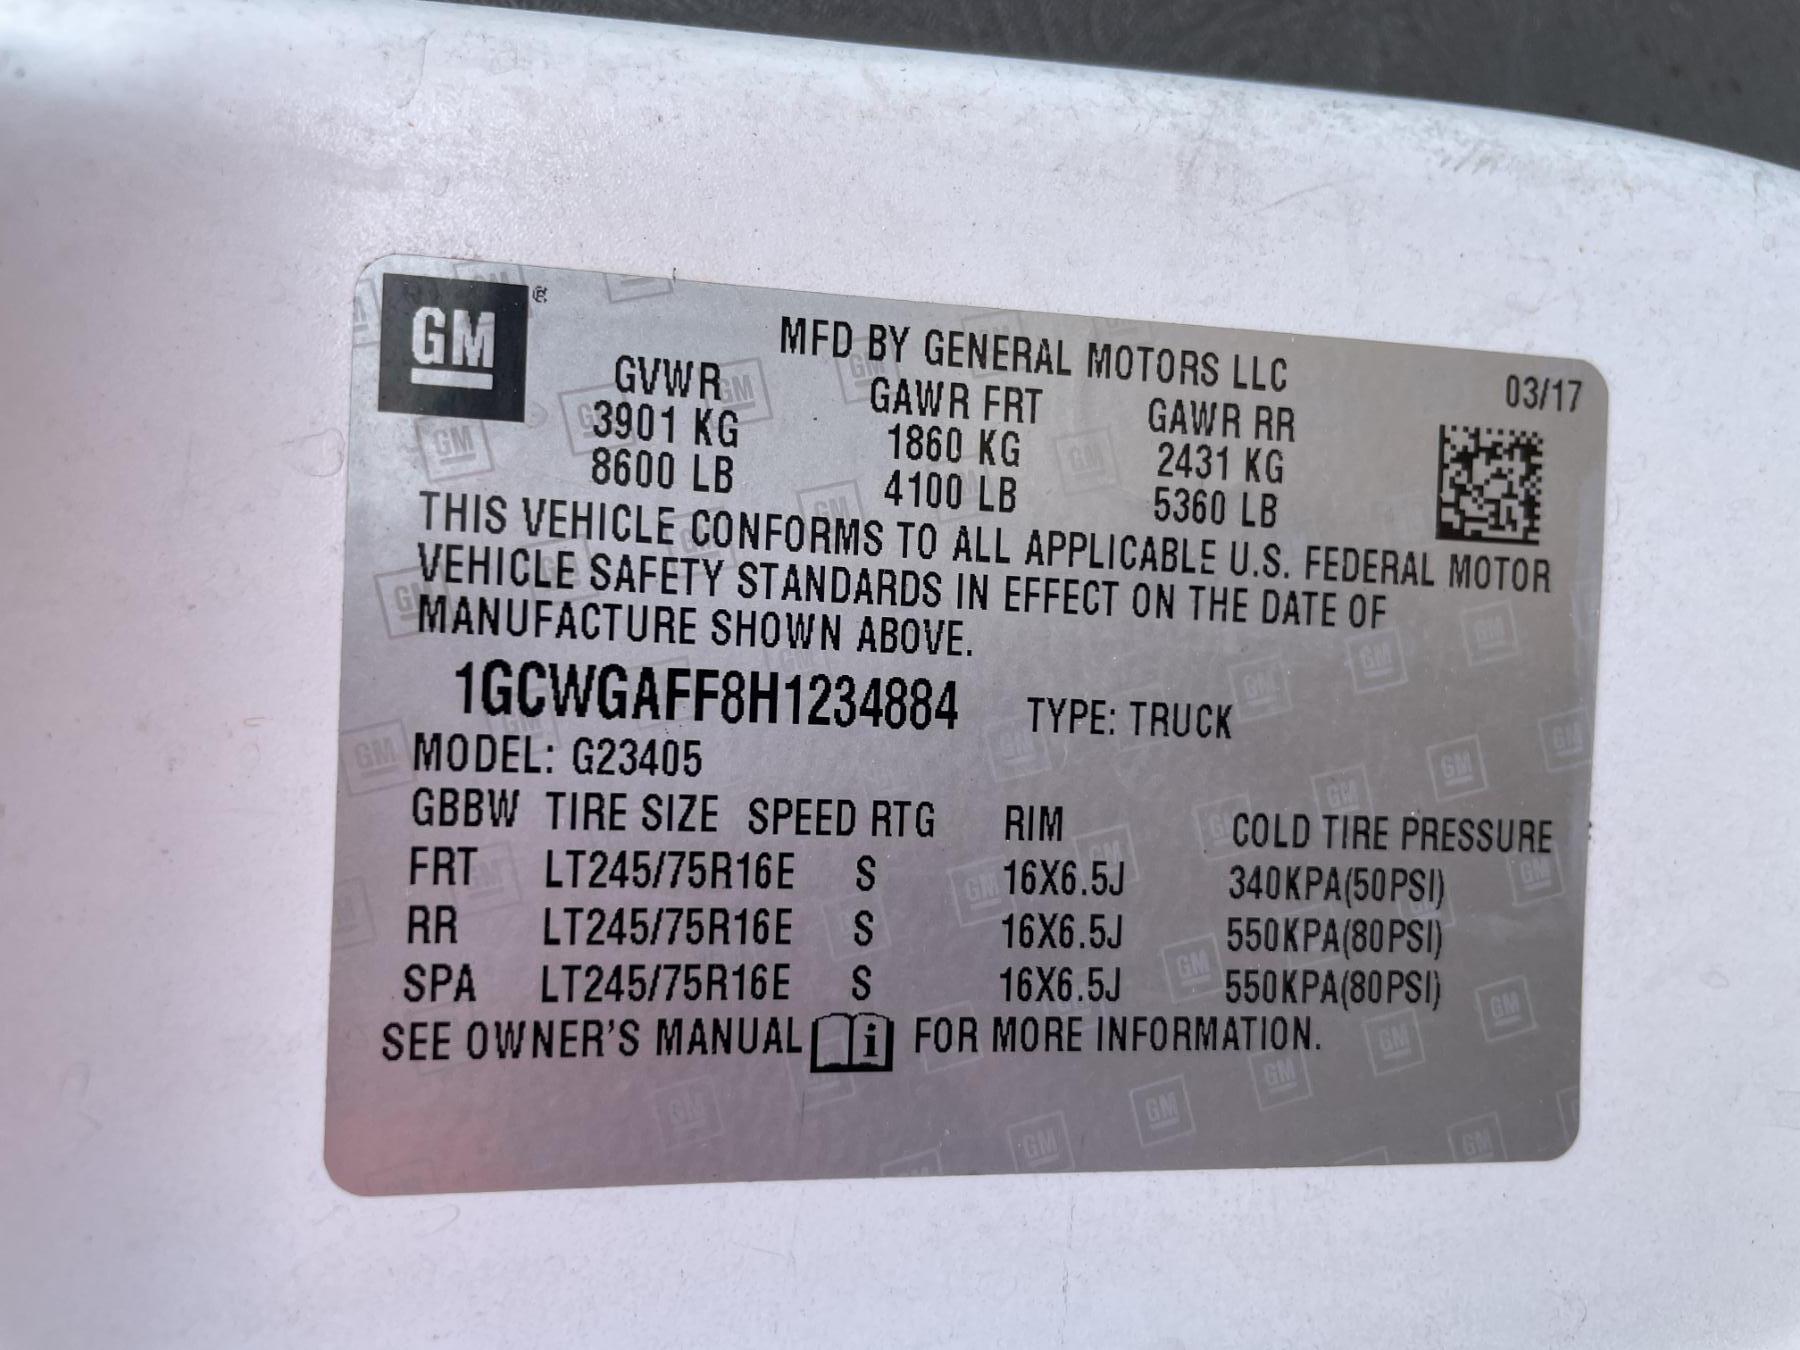 GM
MFD BY GENERAL MOTORS LLC 03/17
GVWR GAWR FRT GAWR RR
3901 KG 1860 KG 2431 KG
8600 LB 4100 LB 5360 LB
THIS VEHICLE CONFORMS TO ALL APPLICABLE U.S. FEDERAL MOTOR
VEHICLE SAFETY STANDARDS IN EFFECT ON THE DATE OF
MANUFACTURE SHOWN ABOVE.
1GCWGAFF8H1234884 TYPE: TRUCK
MODEL: G23405
GBBW TIRE SIZE SPEED RTG RIM COLD TIRE PRESSURE
FRT LT245/75R16E S 16X6.5J 340KPA(50PSI)
RR LT245/75R16E S 16X6.5J 550KPA(80PSI)
SPA LT245/75R16E S 16X6.5J 550KPA(80PSI)
SEE OWNER'S MANUAL i FOR MORE INFORMATION.